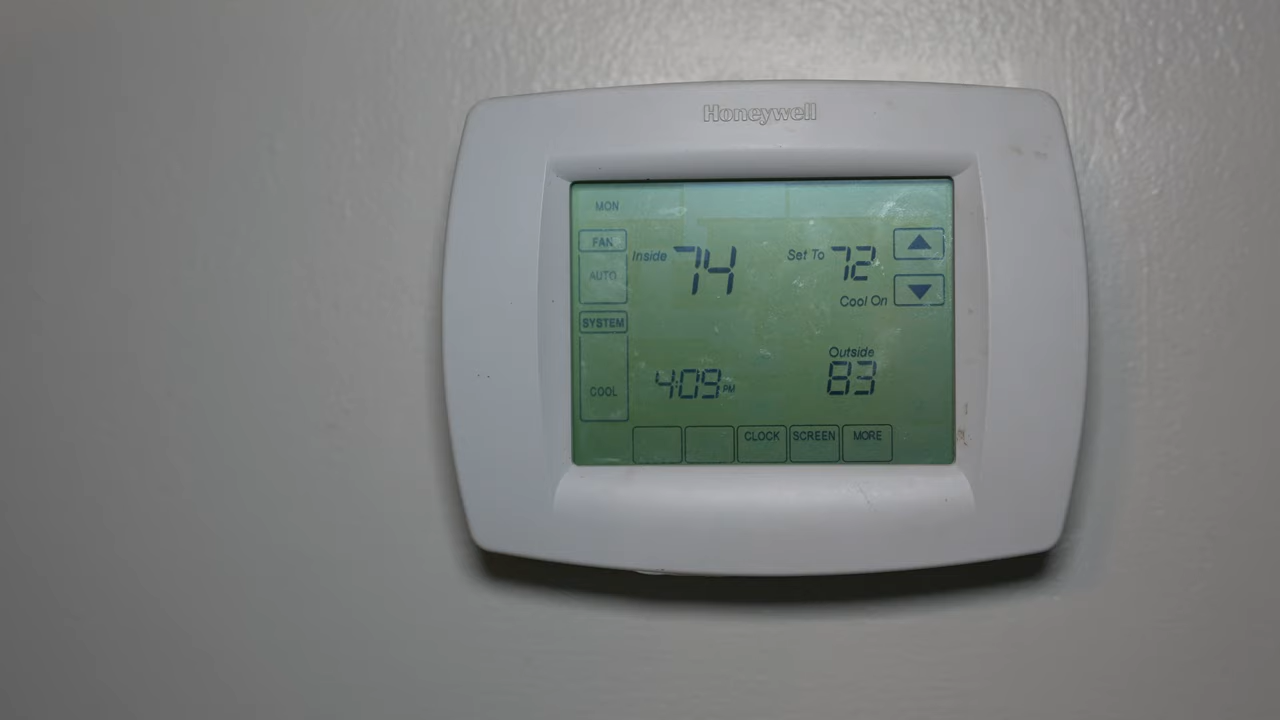 Honeywell
MON
FAN
AUTO
Inside 74
Set To 72
Cool On
SYSTEM
COOL
4:09 PM
Outside
83
CLOCK SCREEN MORE